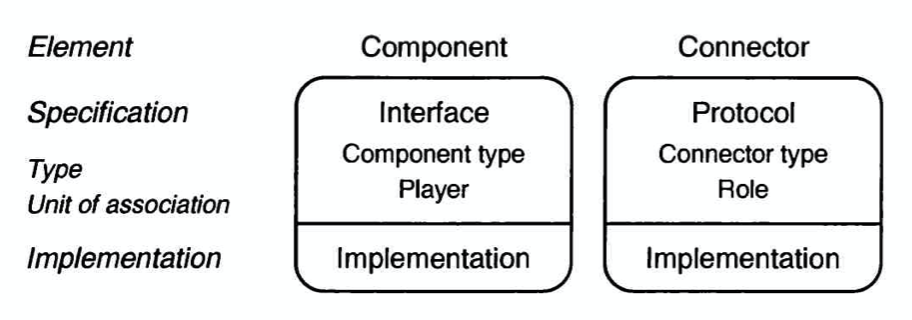 Element Component Connector
Specification Interface Protocol
Type Component type Connector type
Unit of association Player Role
Implementation Implementation Implementation